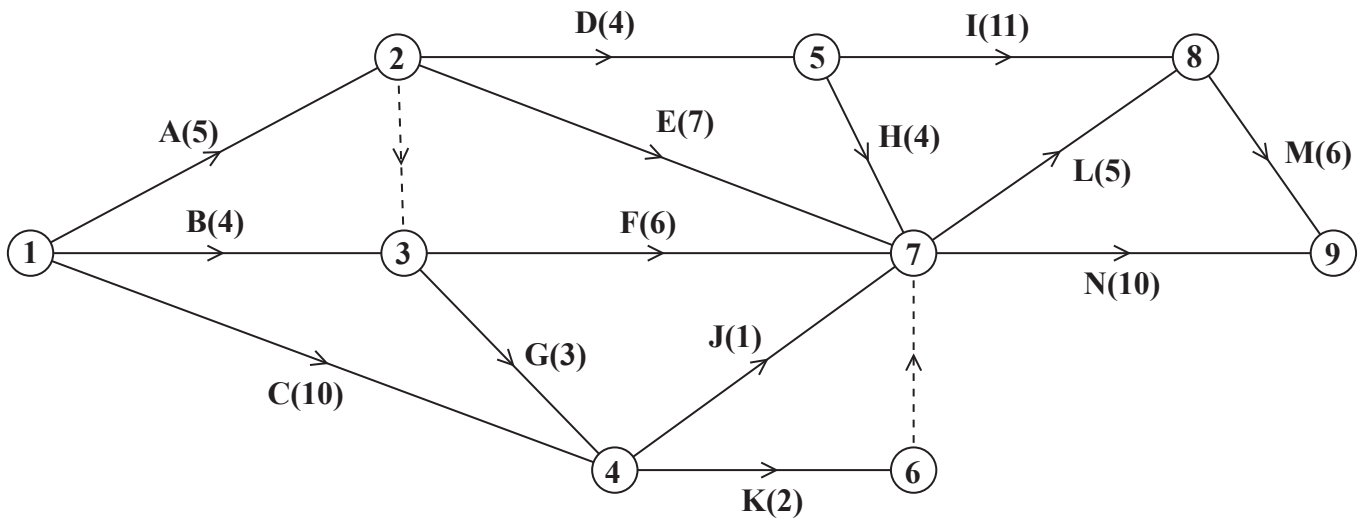 D(4)
I(11)
2
5
8
A(5)
E(7)
H(4)
L(5)
M(6)
B(4)
F(6)
1
3
7
9
N(10)
C(10)
G(3)
J(1)
4
6
K(2)